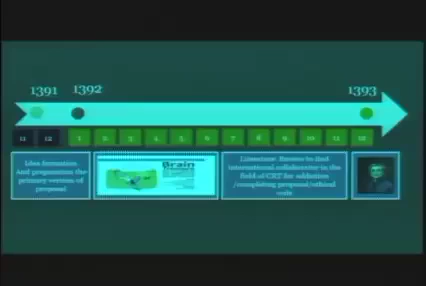 1391 1392 1393
11 12 1 2 3 4 5 6 7 8 9 10 11 12
Idea formation
And preparation the
primary version of
proposal
Brain
Literature Review to find
international collaborator in the
field of CRT for addiction
/completing proposal/ethical
code